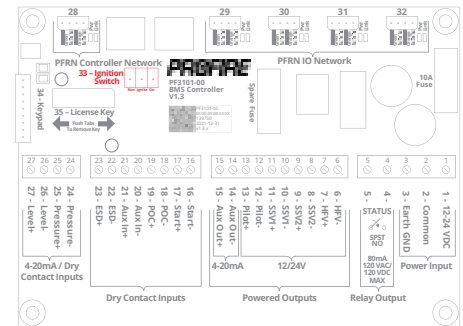 28
29
30
31
32
PFRN Controller Network
PFRN IO Network
33 – Ignition
Switch
Run Ignite
PROFIRE
PF3101-00
BMS Controller
V1.3
10A
Fuse
Spare Fuse
34 - Keypad
35 – License Key
Push Tabs
To Remove Key
27 26 25 24
23 22 21 20 19 18 17 16
15 14 13 12 11 10 9 8 7 6
5 4 3 2 1
27 - Level+
26 - Level-
25 - Pressure+
24 - Pressure-
23 - ESD+
22 - ESD-
21 - Aux In+
20 - Aux In-
19 - POC+
18 - POC-
17 - Start+
16 - Start-
15 - Aux Out+
14 - Aux Out-
13 - Pilot+
12 - Pilot-
11 - SSV1+
10 - SSV1-
9 - SSV2+
8 - SSV2-
7 - HFV+
6 - HFV-
5 -
4 -
STATUS
SPST
NO
80mA
120 VAC/
120 VDC
MAX
3 - Earth GND
2 - Common
1 - 12-24 VDC
4-20mA / Dry
Contact Inputs
Dry Contact Inputs
4-20mA
12/24V
Powered Outputs
Relay Output
Power Input